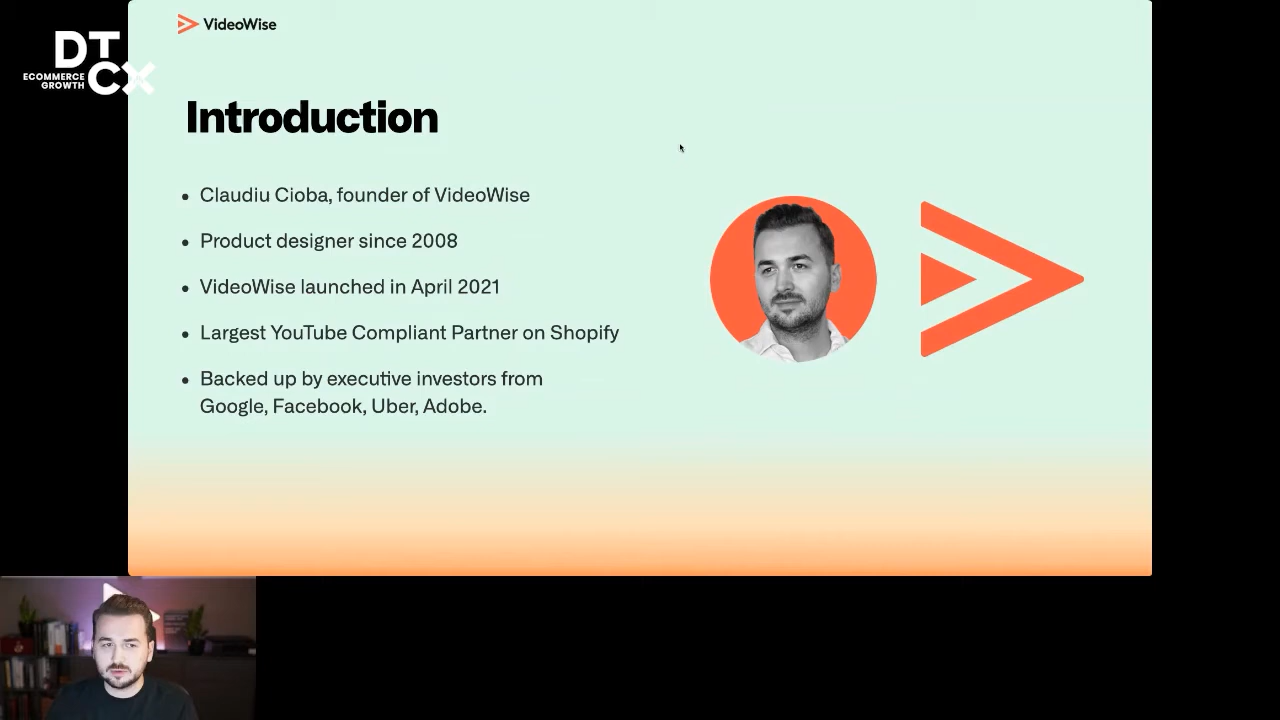 VideoWise
DT
ECOMMERCE
GROWTH
CX
Introduction
• Claudiu Cioba, founder of VideoWise
• Product designer since 2008
• VideoWise launched in April 2021
• Largest YouTube Compliant Partner on Shopify
• Backed up by executive investors from
Google, Facebook, Uber, Adobe.